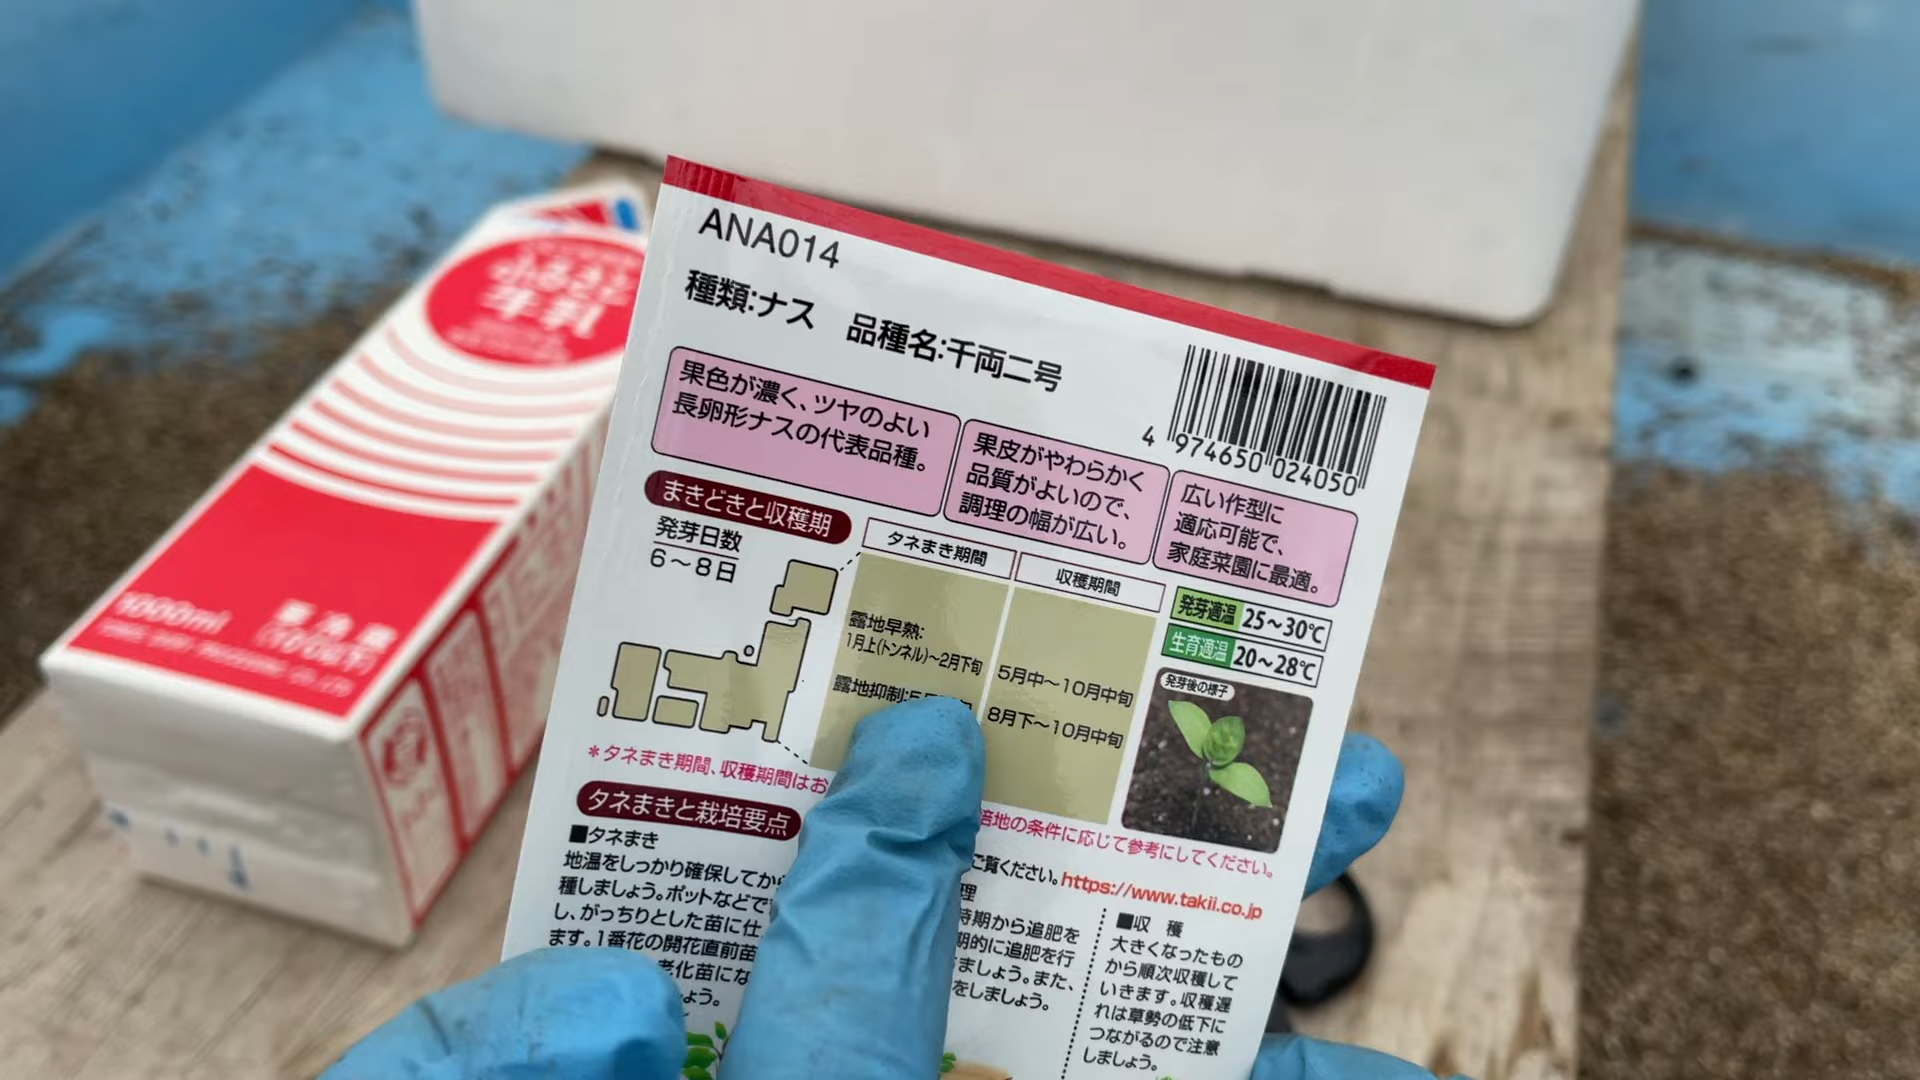 ANA014
種類:ナス 品種名:千両二号
果色が濃く、ツヤのよい
長卵形ナスの代表品種。
果皮がやわらかく
品質がよいので、
調理の幅が広い。
広い作型に
適応可能で、
家庭菜園に最適。
4 974650 024050
まきどきと収穫期
発芽日数
6〜8日
タネまき期間
収穫期間
露地早熟:
1月上(トンネル)〜2月下旬
5月中〜10月中旬
露地抑制:5
8月下〜10月中旬
発芽適温 25〜30℃
生育適温 20〜28℃
発芽後の様子
*タネまき期間、収穫期間はお
培地の条件に応じて参考にしてください。
タネまきと栽培要点
ご覧ください。https://www.takii.co.jp
■タネまき
地温をしっかり確保してから
種しましょう。ポットなどで
し、がっちりとした苗に仕
ます。1番花の開花直前苗
老化苗にな
ょう。
理
時期から追肥を
期的に追肥を行
ましょう。また、
をしましょう。
■収 穫
大きくなったもの
から順次収穫して
いきます。収穫遅
れは草勢の低下に
つながるので注意
しましょう。
ふるさと
牛乳
1000ml
要冷蔵
(10℃以下)